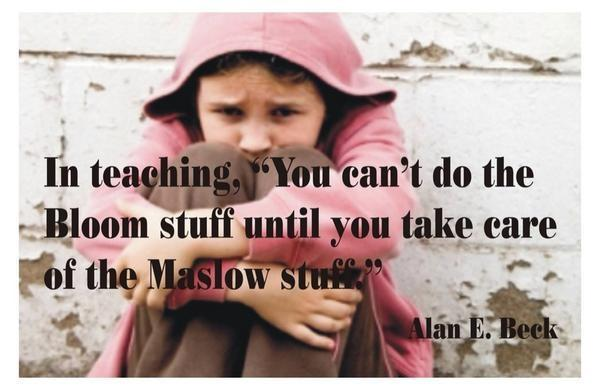 In teaching, “You can’t do the
Bloom stuff until you take care
of the Maslow stuff.”
Alan E. Beck